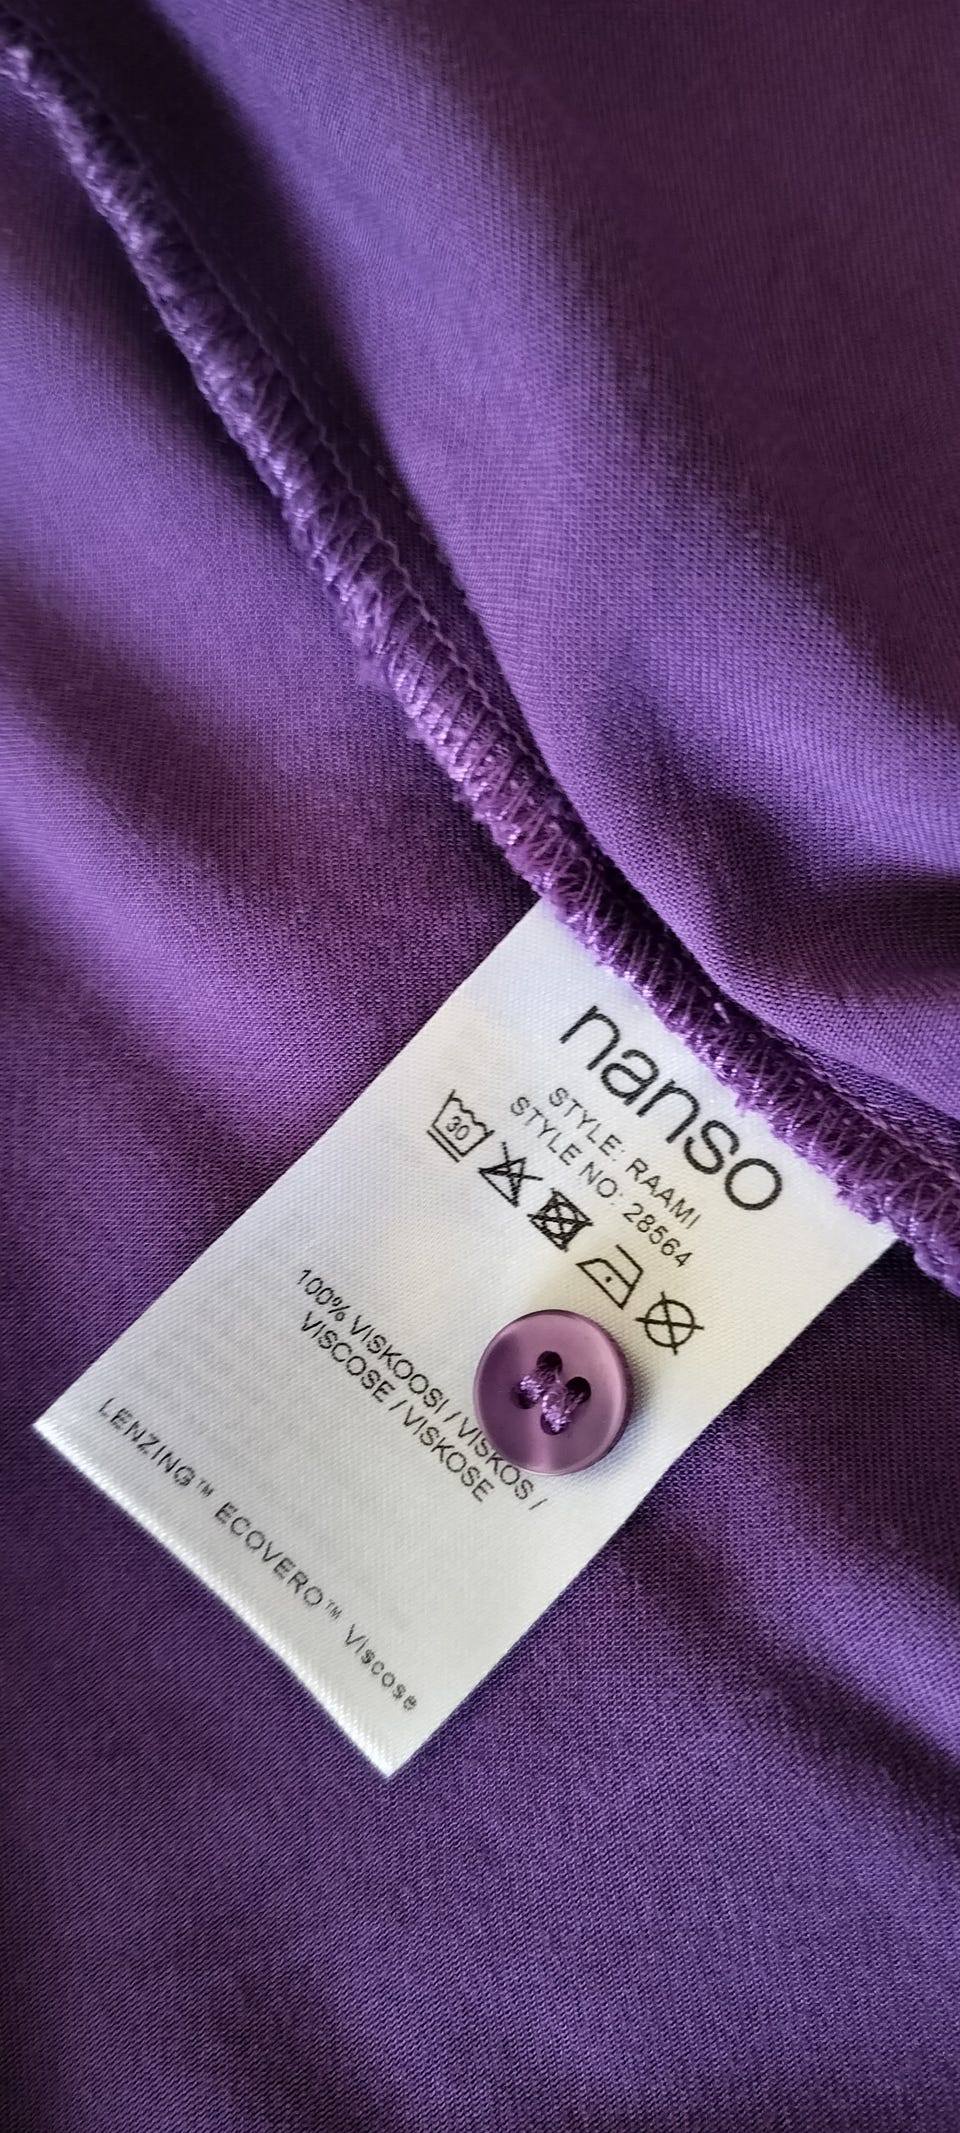 nanso
STYLE: RAAMI
STYLE NO: 28564
30
100% VISKOOSI / VISKOS /
VISCOSE / VISKOSE
LENZING™ ECOVERO™ Viscose